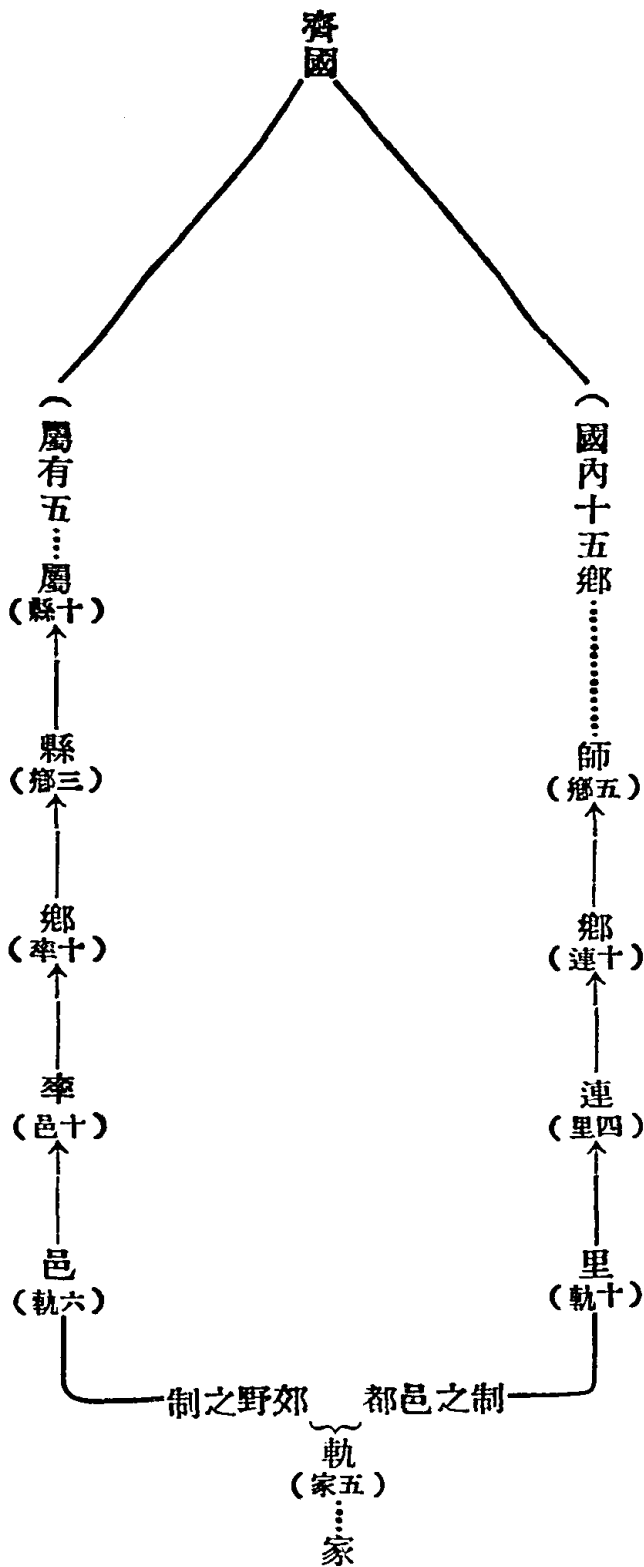 齊國
（國內十五鄉…………師
（五鄉）
鄉
（十連）
連
（四里）
里
（十軌）
都邑之制
（屬有五……屬
（十縣）
縣
（三鄉）
鄉
（十率）
率
（十邑）
邑
（六軌）
郊野之制
軌
（五家）
……
家